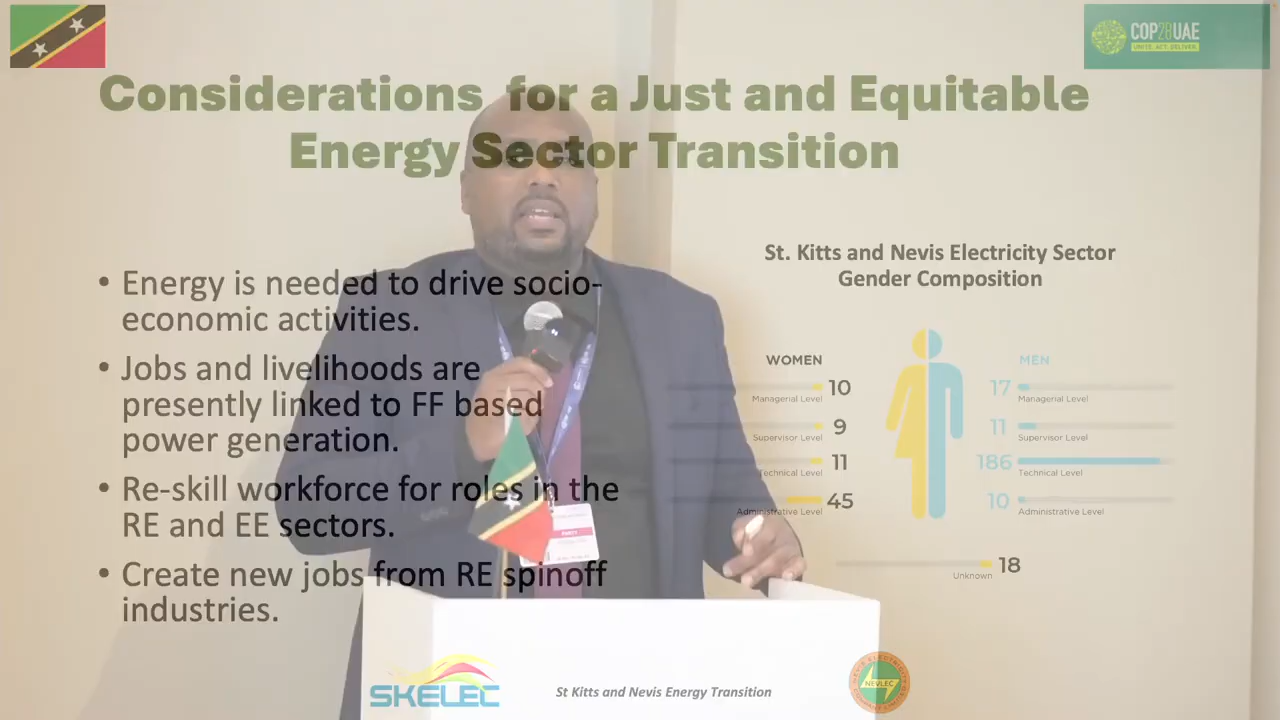 COP28UAE
UNITE. ACT. DELIVER.
Considerations for a Just and Equitable
Energy Sector Transition
• Energy is needed to drive socio-
economic activities.
• Jobs and livelihoods are
presently linked to FF based
power generation.
• Re-skill workforce for roles in the
RE and EE sectors.
• Create new jobs from RE spinoff
industries.
St. Kitts and Nevis Electricity Sector
Gender Composition
WOMEN
10
Managerial Level
9
Supervisor Level
11
Technical Level
45
Administrative Level
MEN
17
Managerial Level
11
Supervisor Level
186
Technical Level
10
Administrative Level
18
Unknown
SKELEC
St Kitts and Nevis Energy Transition
NEVLEC